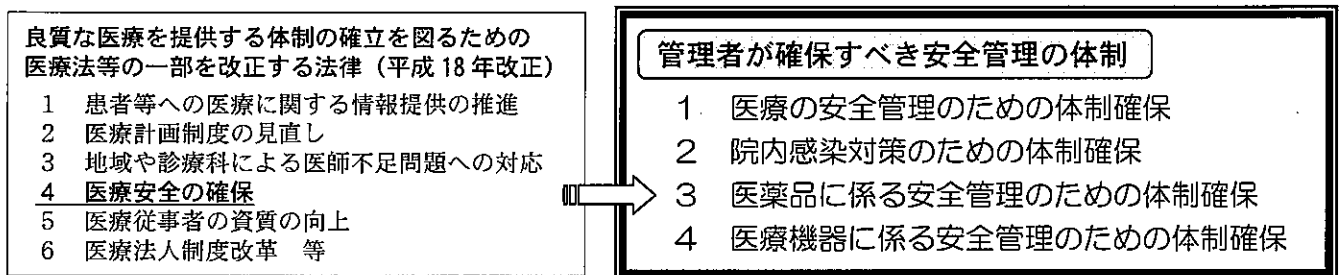 良質な医療を提供する体制の確立を図るための
医療法等の一部を改正する法律（平成18年改正）
1 患者等への医療に関する情報提供の推進
2 医療計画制度の見直し
3 地域や診療科による医師不足問題への対応
4 医療安全の確保
5 医療従事者の資質の向上
6 医療法人制度改革 等
管理者が確保すべき安全管理の体制
1 医療の安全管理のための体制確保
2 院内感染対策のための体制確保
3 医薬品に係る安全管理のための体制確保
4 医療機器に係る安全管理のための体制確保